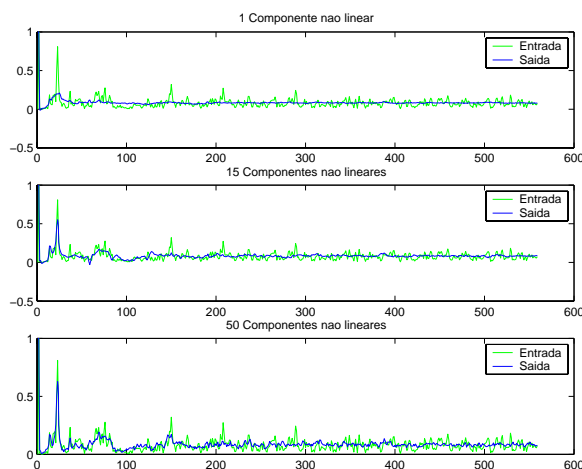 1 Componente nao linear
1
0.5
0
−0.5
Entrada
Saida
0 100 200 300 400 500 600
15 Componentes nao lineares
1
0.5
0
−0.5
Entrada
Saida
0 100 200 300 400 500 600
50 Componentes nao lineares
1
0.5
0
Entrada
Saida
0 100 200 300 400 500 600